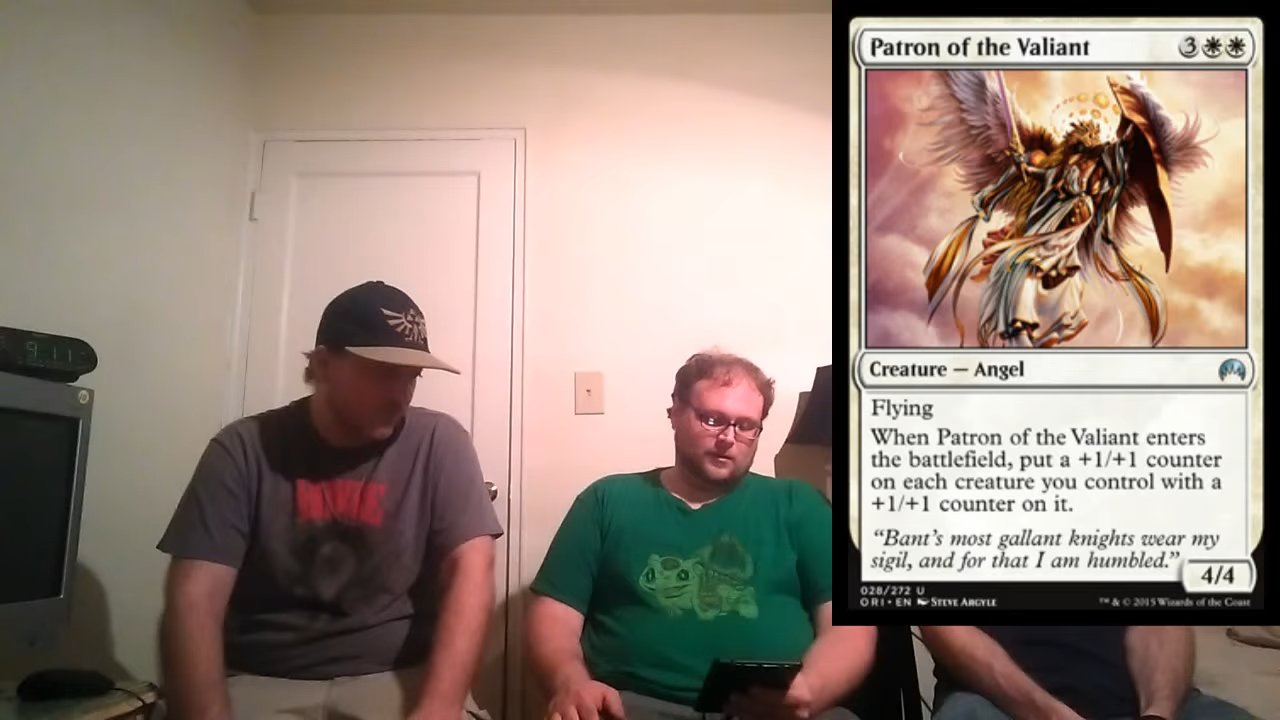 Patron of the Valiant 3
Creature — Angel
Flying
When Patron of the Valiant enters
the battlefield, put a +1/+1 counter
on each creature you control with a
+1/+1 counter on it.
“Bant's most gallant knights wear my
sigil, and for that I am humbled.”
4/4
028/272 U
ORI • EN Steve Argyle
™ & © 2015 Wizards of the Coast
9:11